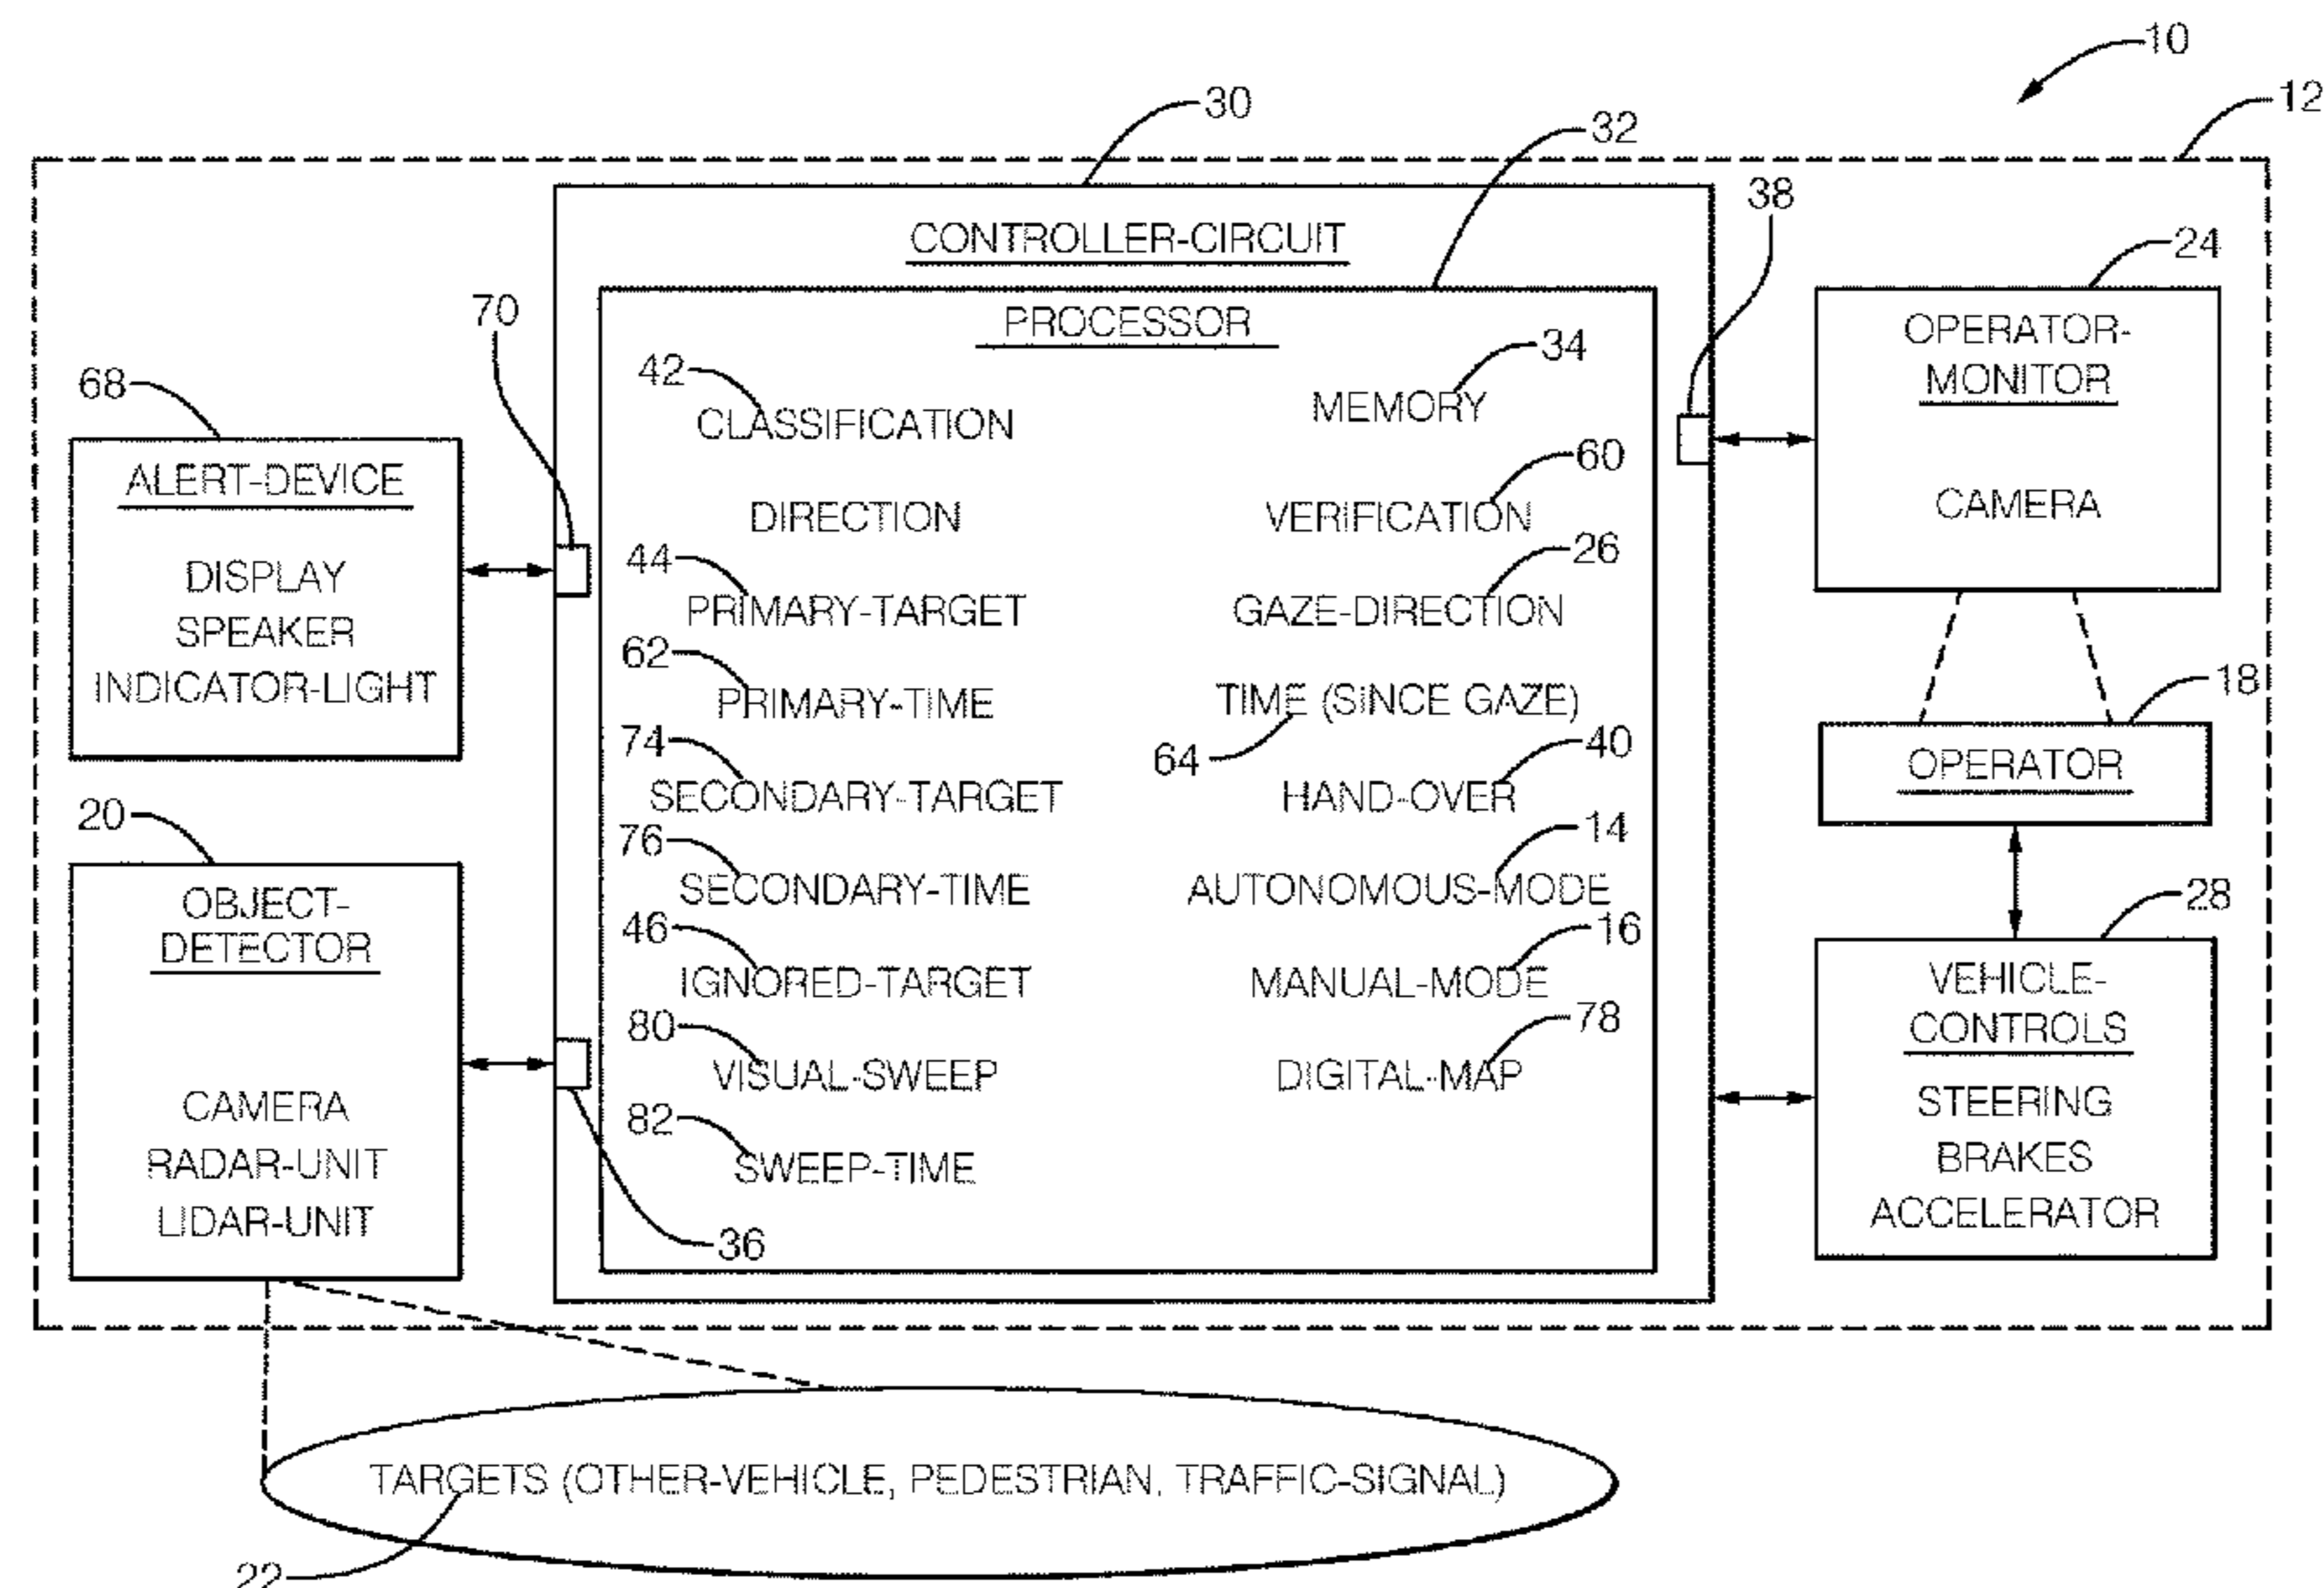 10
12
30
32
38
CONTROLLER-CIRCUIT
24
70
PROCESSOR
OPERATOR-
MONITOR
CAMERA
68
ALERT-DEVICE
DISPLAY
SPEAKER
INDICATOR-LIGHT
42
CLASSIFICATION
34
MEMORY
DIRECTION
60
VERIFICATION
44
PRIMARY-TARGET
26
GAZE-DIRECTION
62
PRIMARY-TIME
TIME (SINCE GAZE)
64
18
OPERATOR
74
SECONDARY-TARGET
40
HAND-OVER
20
OBJECT-
DETECTOR
CAMERA
RADAR-UNIT
LIDAR-UNIT
76
SECONDARY-TIME
14
AUTONOMOUS-MODE
28
VEHICLE-
CONTROLS
STEERING
BRAKES
ACCELERATOR
46
IGNORED-TARGET
16
MANUAL-MODE
80
VISUAL-SWEEP
78
DIGITAL-MAP
82
SWEEP-TIME
36
TARGETS (OTHER-VEHICLE, PEDESTRIAN, TRAFFIC-SIGNAL)
22